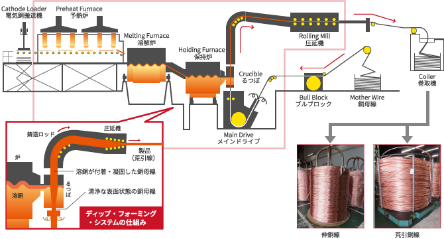 Cathode Loader
電気銅搬送機
Preheat Furnace
予熱炉
Melting Furnace
溶解炉
Holding Furnace
保持炉
Crucible
るつぼ
Rolling Mill
圧延機
Coiler
巻取機
Main Drive
メインドライブ
Bull Block
ブルブロック
Mother Wire
銅母線
鋳造ロッド
圧延機
製品
(荒引線)
炉
溶銅
るつぼ
溶銅が付着・凝固した銅母線
清浄な表面状態の銅母線
ディップ・フォーミング・
システムの仕組み
伸銅線
荒引銅線